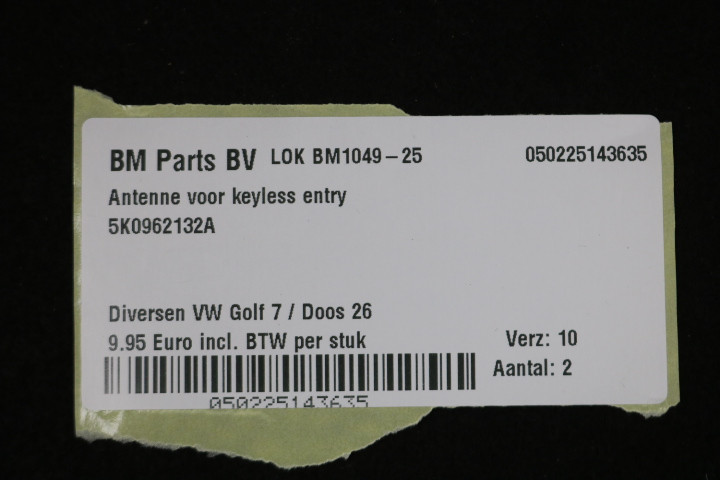 BM Parts BV LOK BM1049-25 050225143635
Antenne voor keyless entry
5K0962132A
Diversen VW Golf 7 / Doos 26
9.95 Euro incl. BTW per stuk
Verz: 10
Aantal: 2
050225143635